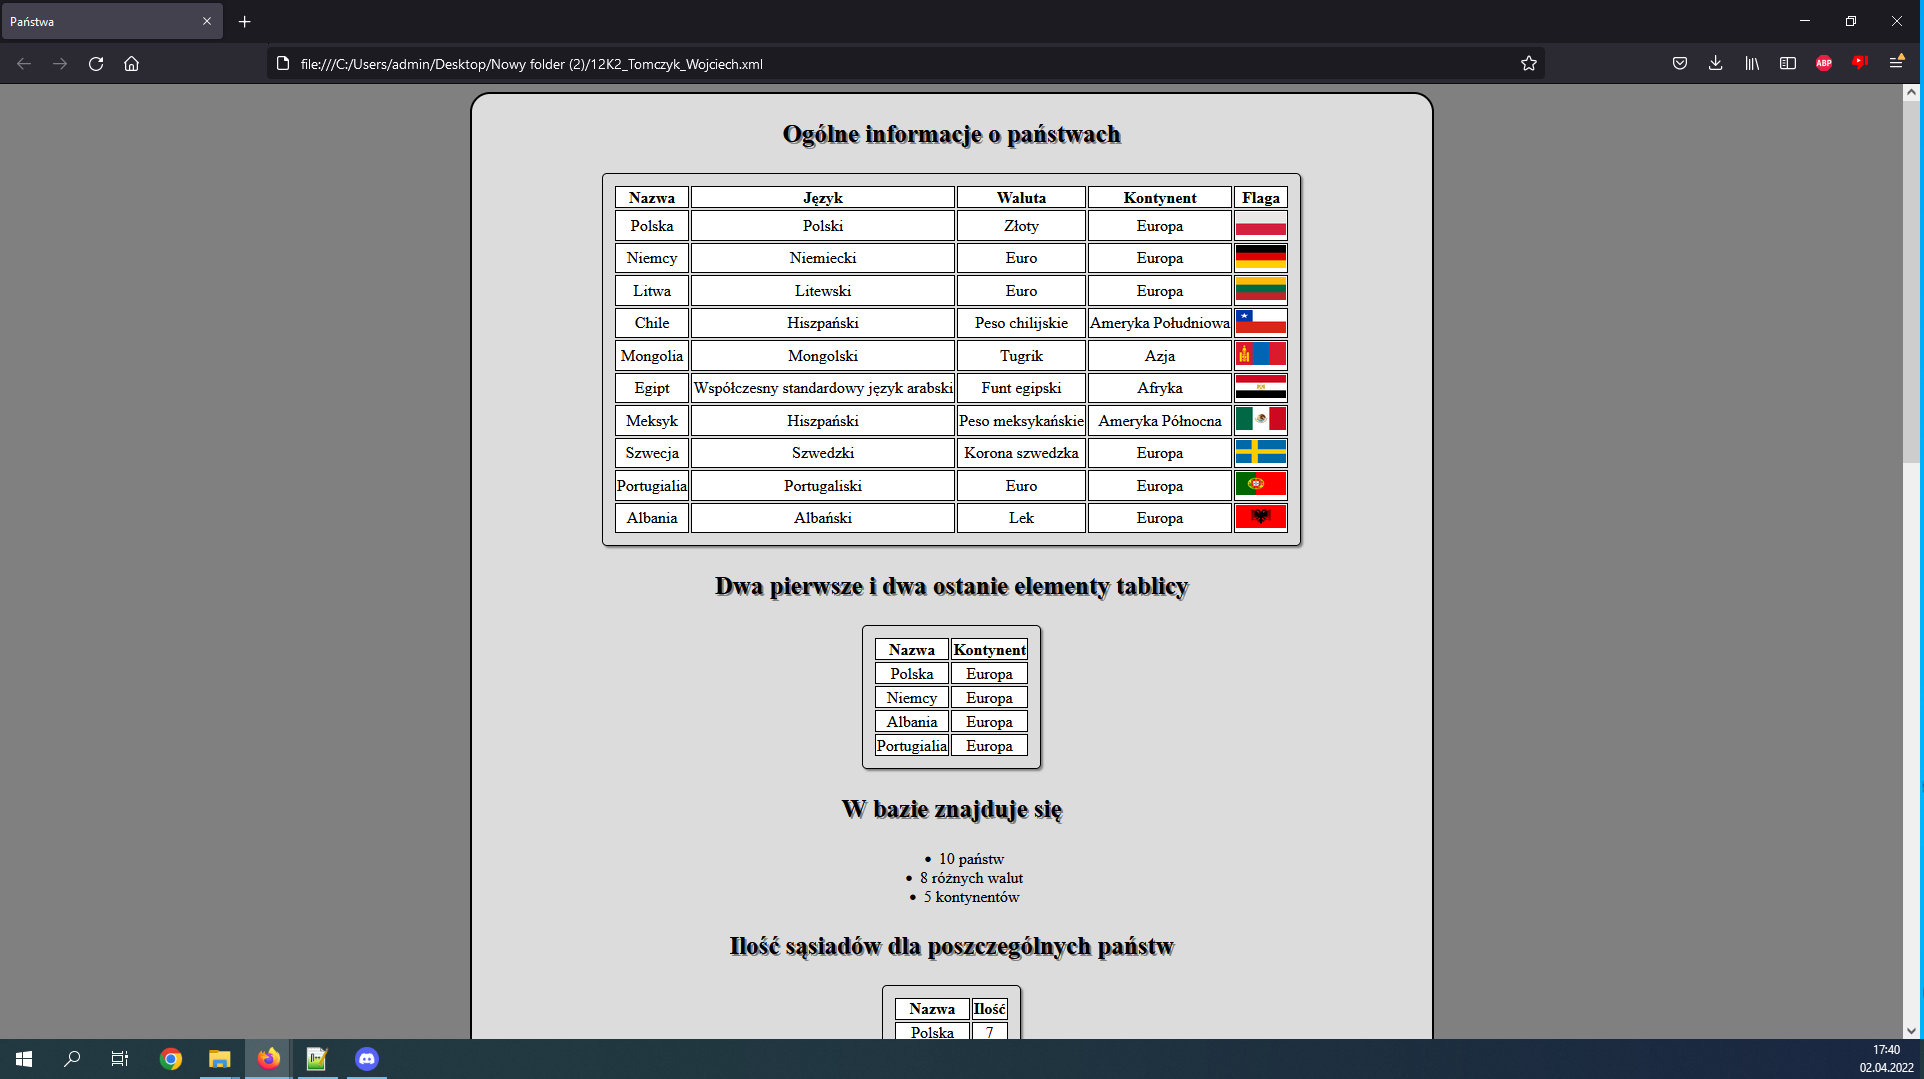 Państwa
file:///C:/Users/admin/Desktop/Nowy folder (2)/12K2_Tomczyk_Wojciech.xml
ABP
Ogólne informacje o państwach
Nazwa Język Waluta Kontynent Flaga
Polska Polski Złoty Europa
Niemcy Niemiecki Euro Europa
Litwa Litewski Euro Europa
Chile Hiszpański Peso chilijskie Ameryka Południowa
Mongolia Mongolski Tugrik Azja
Egipt Współczesny standardowy język arabski Funt egipski Afryka
Meksyk Hiszpański Peso meksykańskie Ameryka Północna
Szwecja Szwedzki Korona szwedzka Europa
Portugialia Portugaliski Euro Europa
Albania Albański Lek Europa
Dwa pierwsze i dwa ostanie elementy tablicy
Nazwa Kontynent
Polska Europa
Niemcy Europa
Albania Europa
Portugialia Europa
W bazie znajduje się
• 10 państw
• 8 różnych walut
• 5 kontynentów
Ilość sąsiadów dla poszczególnych państw
Nazwa Ilość
Polska 7
17:40
02.04.2022